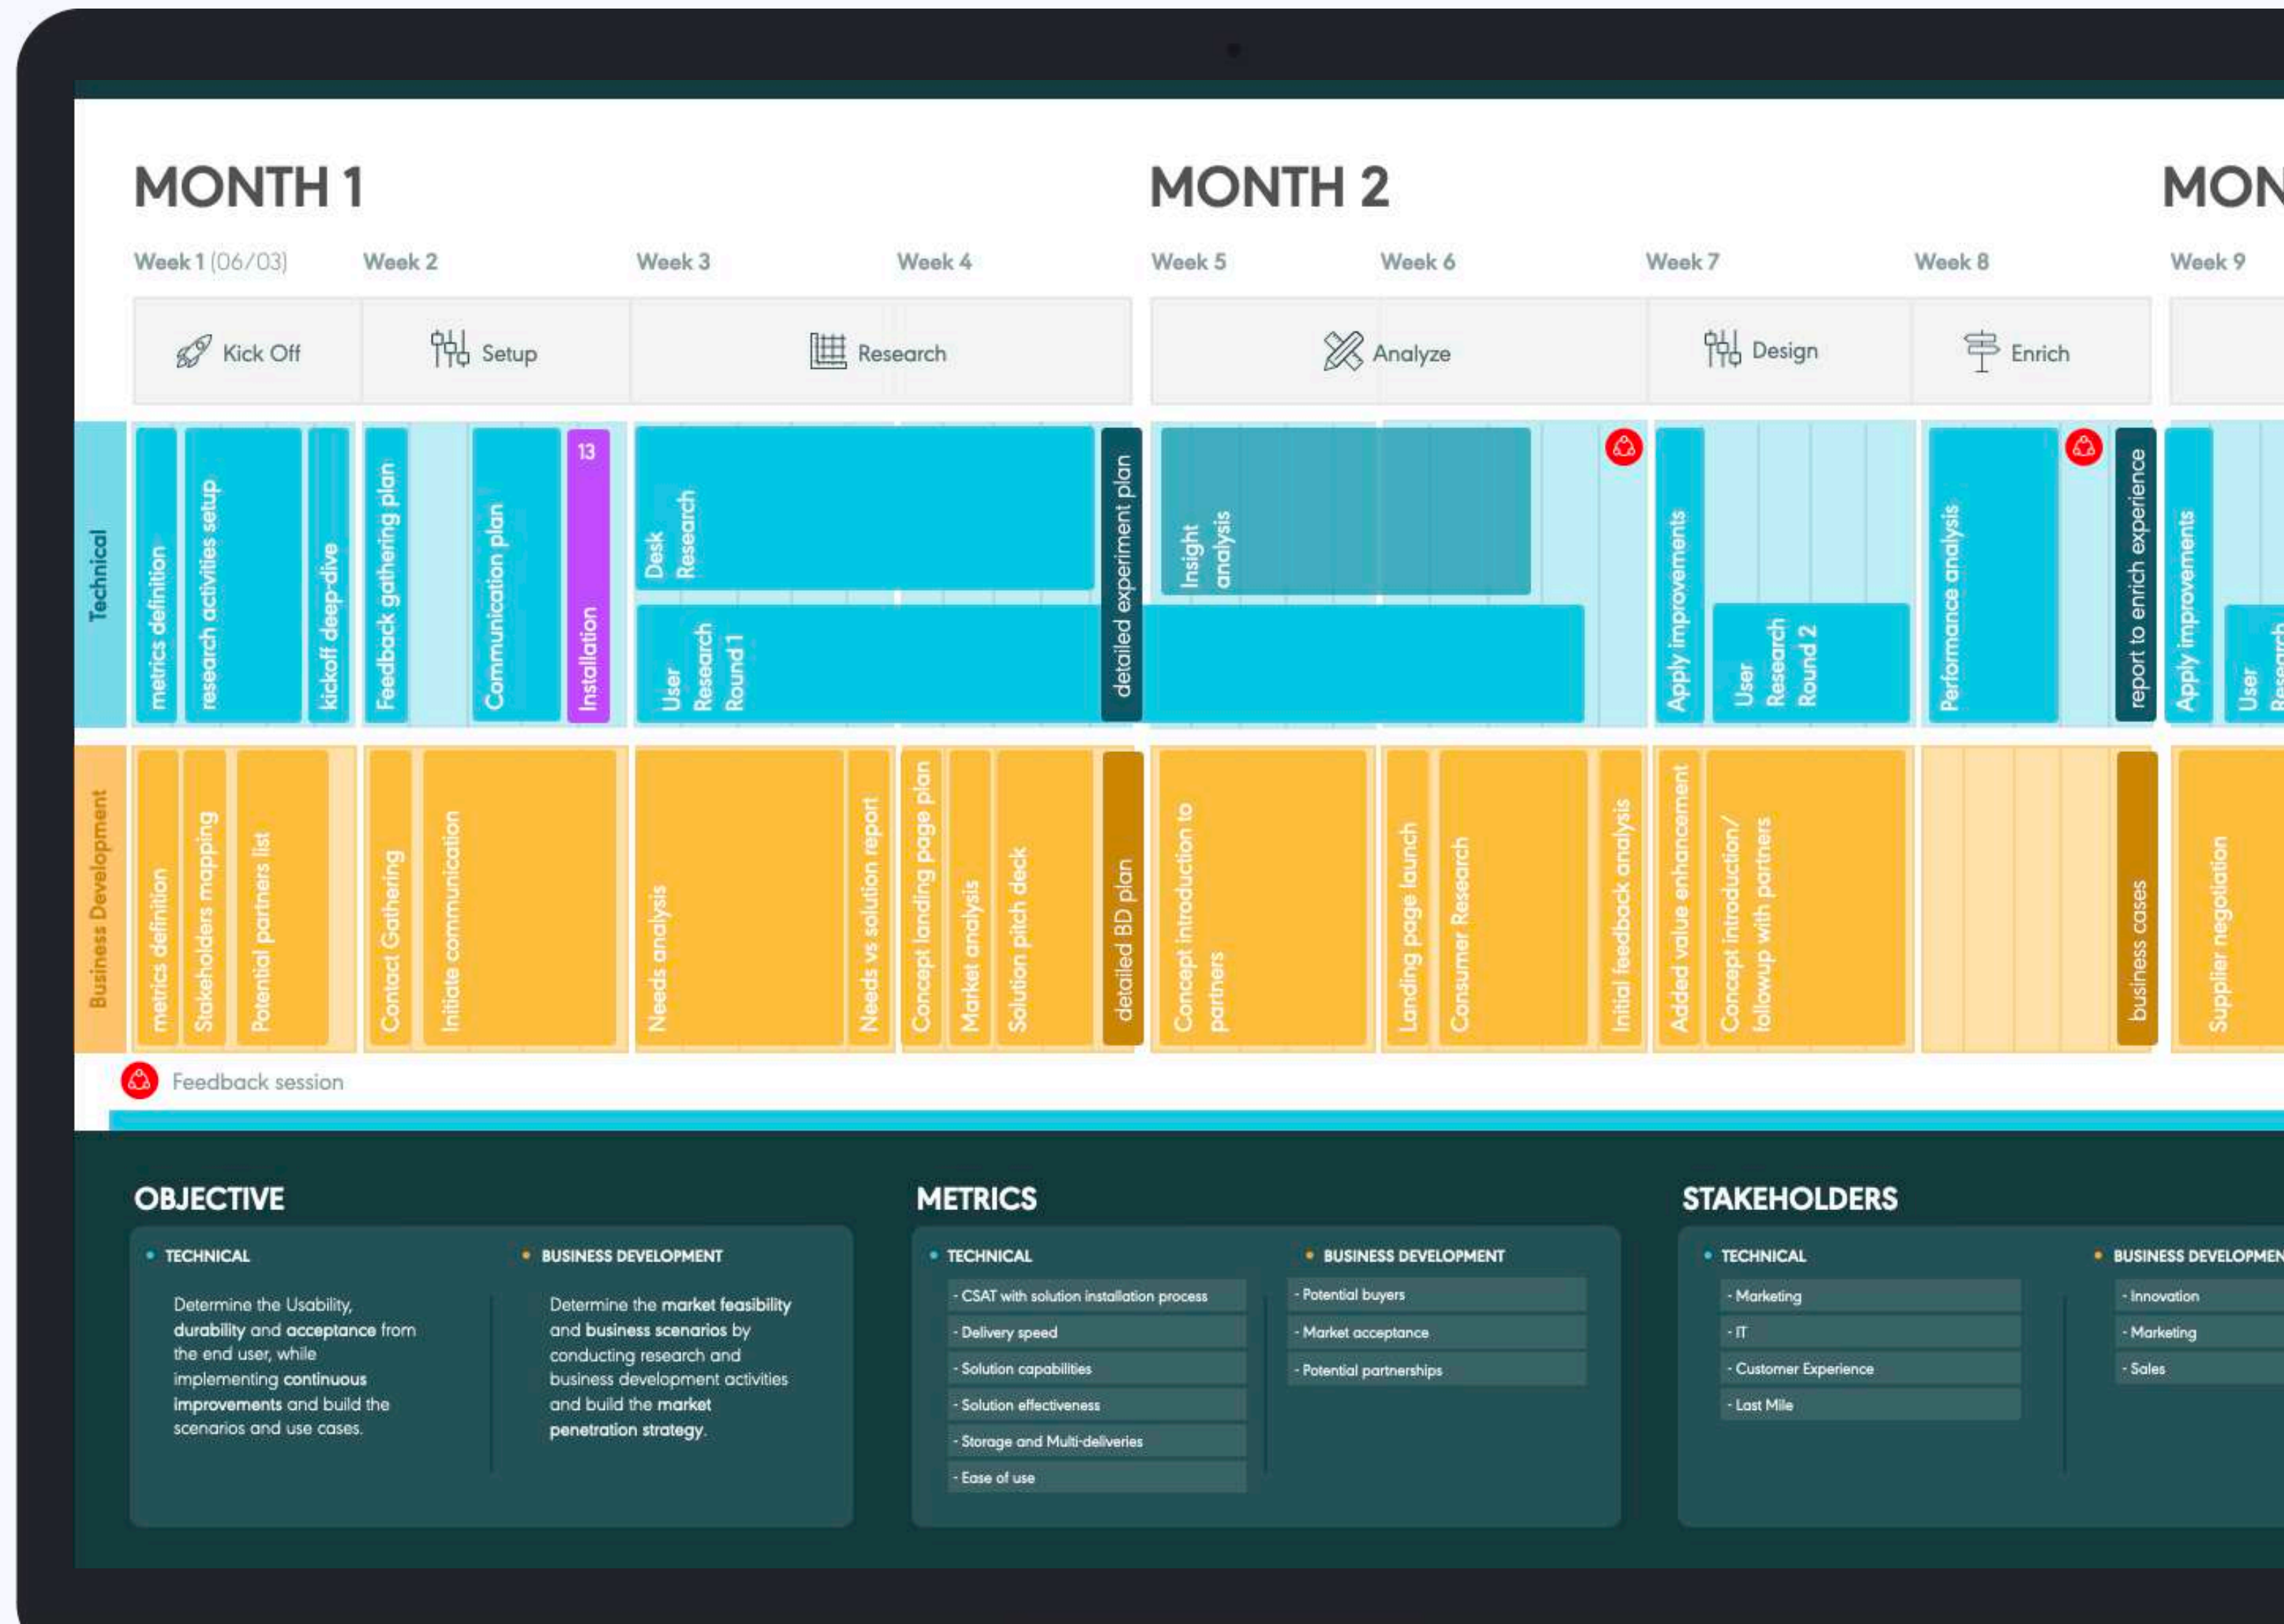 MONTH 1
MONTH 2
MON
Week 1 (06/03)
Week 2
Week 3
Week 4
Week 5
Week 6
Week 7
Week 8
Week 9
Kick Off
Setup
Research
Analyze
Design
Enrich
Technical
metrics definition
research activities setup
kickoff deep-dive
Feedback gathering plan
Communication plan
13
Installation
Desk
Research
User
Research
Round 1
detailed experiment plan
Insight
analysis
Apply improvements
User
Research
Round 2
Performance analysis
report to enrich experience
Apply improvements
User
Research
Business Development
metrics definition
Stakeholders mapping
Potential partners list
Contact Gathering
Initiate communication
Needs analysis
Needs vs solution report
Concept landing page plan
Market analysis
Solution pitch deck
detailed BD plan
Concept introduction to
partners
Landing page launch
Consumer Research
Initial feedback analysis
Added value enhancement
Concept introduction/
followup with partners
business cases
Supplier negotiation
Feedback session
OBJECTIVE
TECHNICAL
Determine the Usability,
durability and acceptance from
the end user, while
implementing continuous
improvements and build the
scenarios and use cases.
BUSINESS DEVELOPMENT
Determine the market feasibility
and business scenarios by
conducting research and
business development activities
and build the market
penetration strategy.
METRICS
TECHNICAL
- CSAT with solution installation process
- Delivery speed
- Solution capabilities
- Solution effectiveness
- Storage and Multi-deliveries
- Ease of use
BUSINESS DEVELOPMENT
- Potential buyers
- Market acceptance
- Potential partnerships
STAKEHOLDERS
TECHNICAL
- Marketing
- IT
- Customer Experience
- Last Mile
BUSINESS DEVELOPMEN
- Innovation
- Marketing
- Sales